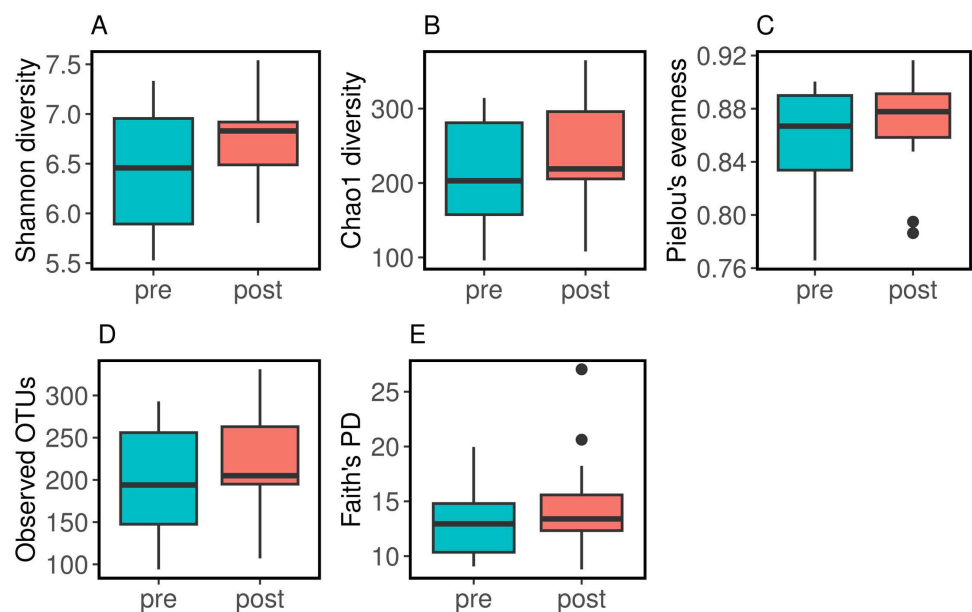 A
Shannon diversity
7.5
7.0
6.5
6.0
5.5
pre
post
B
Chao1 diversity
300
200
100
pre
post
C
Pielou's evenness
0.92
0.88
0.84
0.80
0.76
pre
post
D
Observed OTUs
300
250
200
150
100
pre
post
E
Faith's PD
25
20
15
10
pre
post